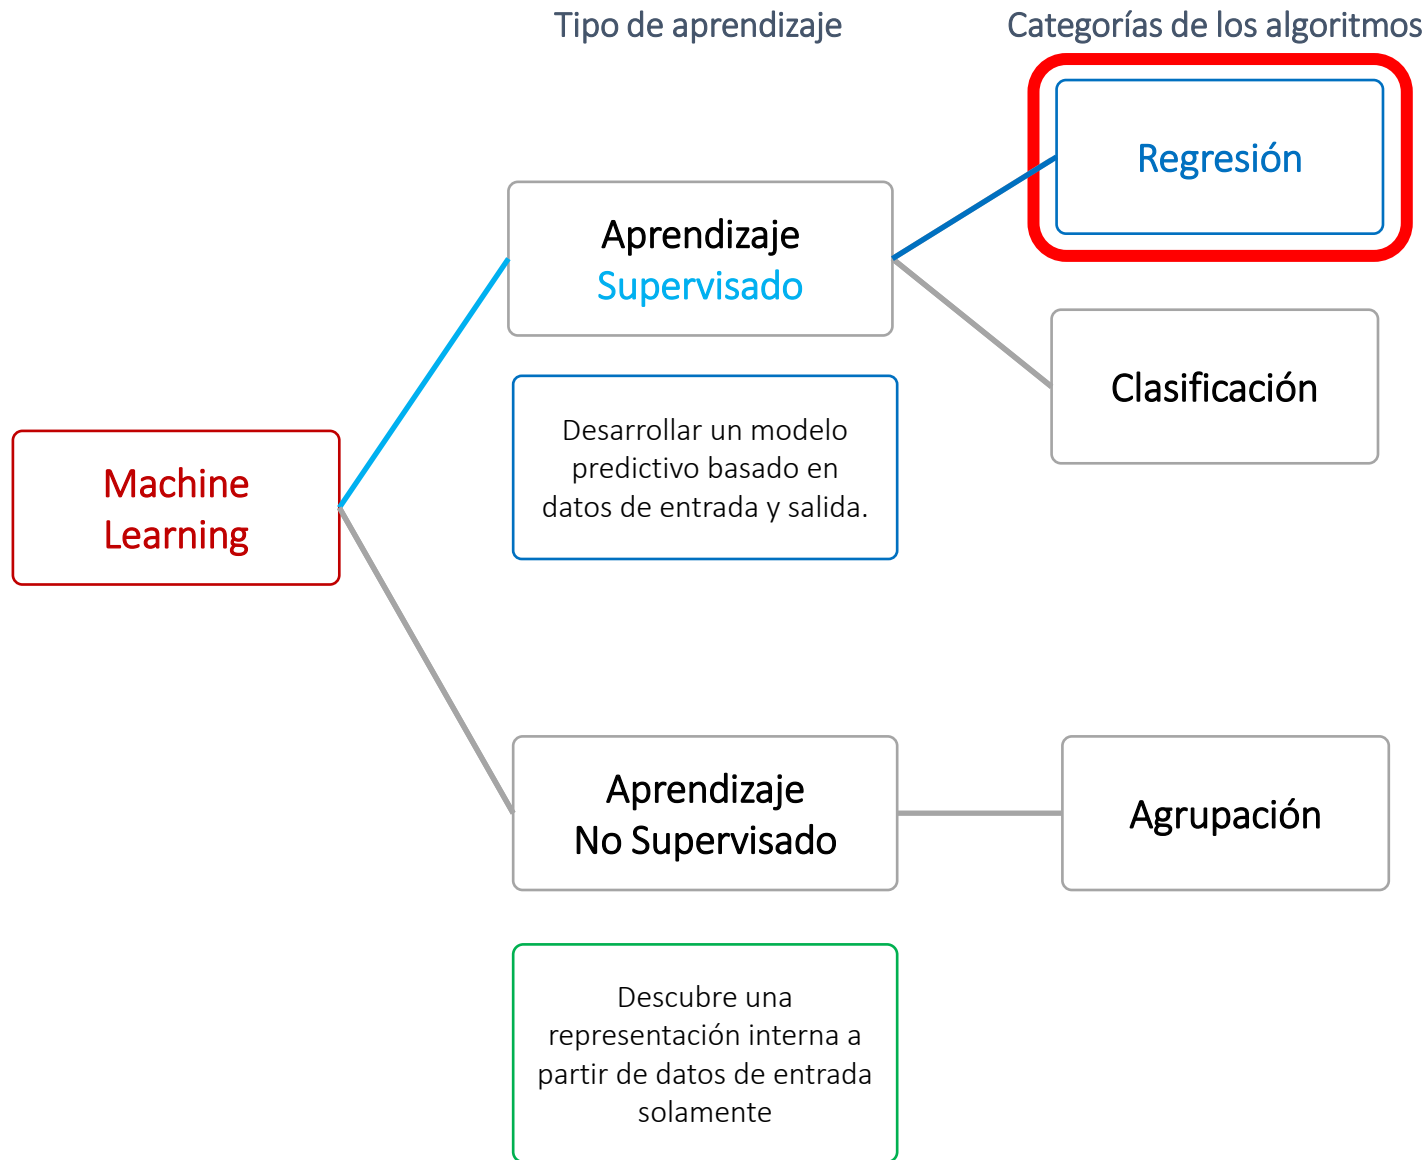 Tipo de aprendizaje
Categorías de los algoritmos
Regresión
Aprendizaje
Supervisado
Clasificación
Desarrollar un modelo
predictivo basado en
datos de entrada y salida.
Machine
Learning
Aprendizaje
No Supervisado
Agrupación
Descubre una
representación interna a
partir de datos de entrada
solamente